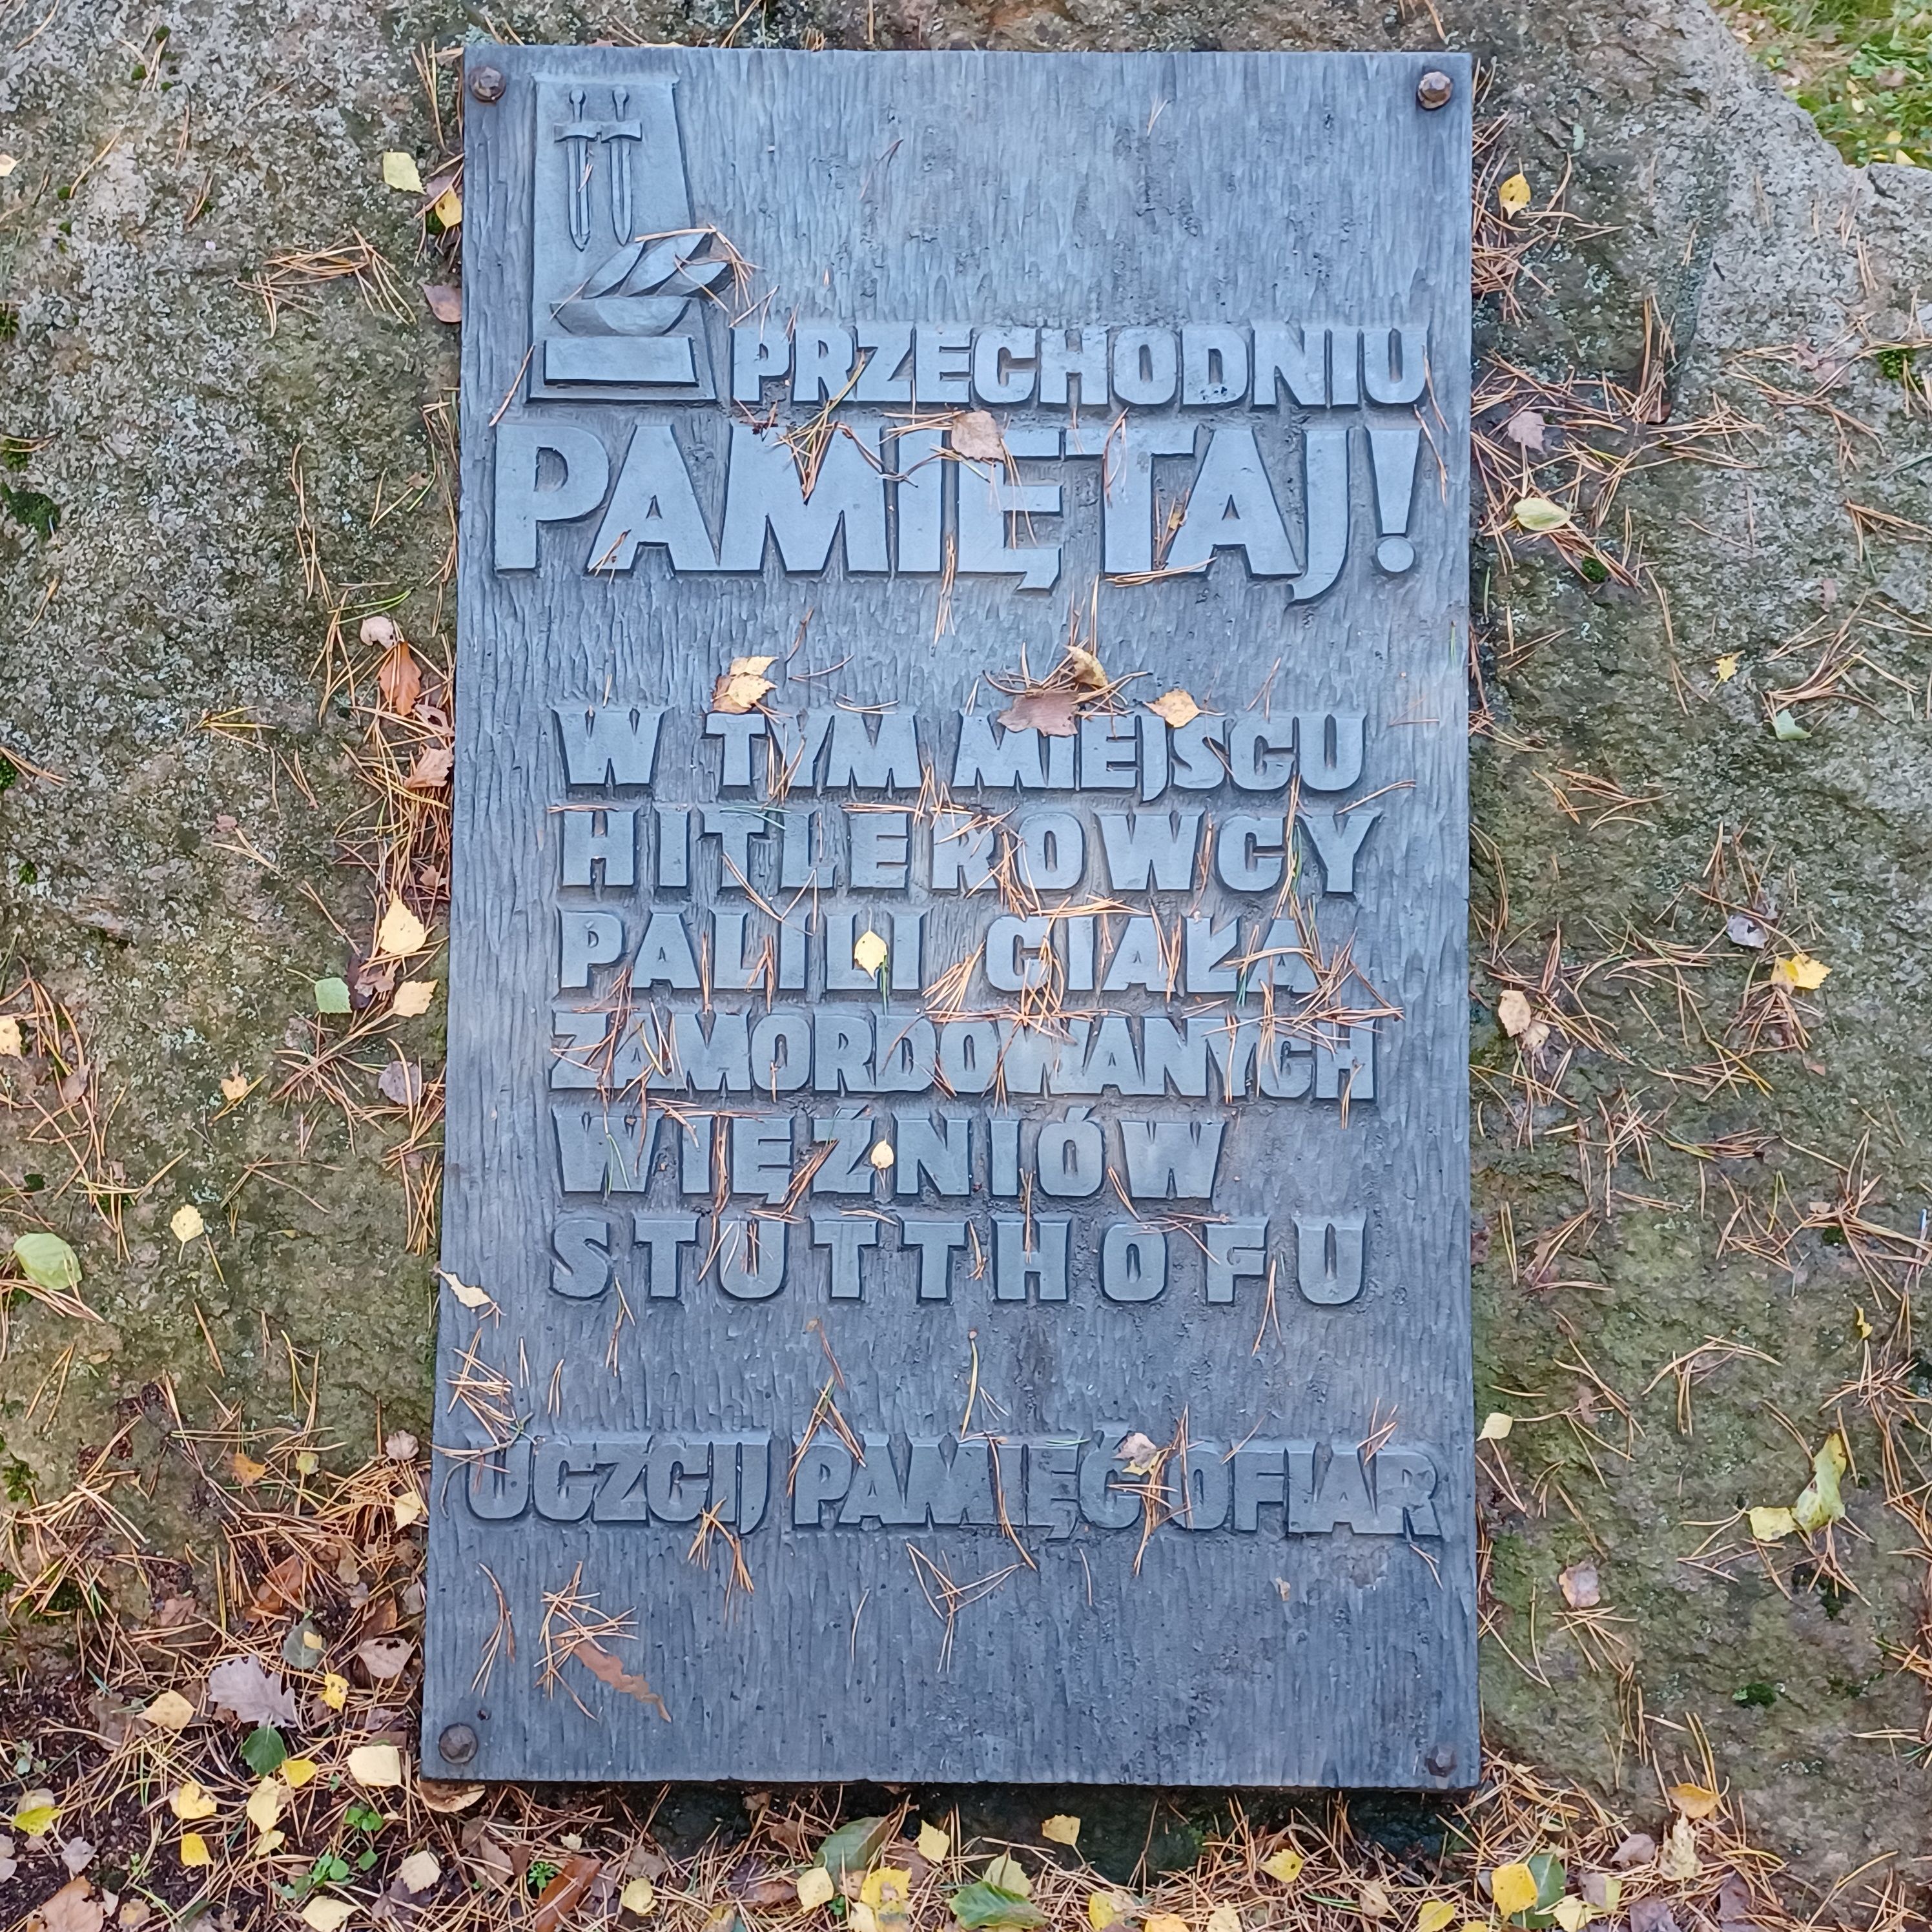 PRZECHODNIU
PAMIĘTAJ!
W TYM MIEJSCU
HITLEROWCY
PALILI CIAŁA
ZAMORDOWANYCH
WIĘŹNIÓW
STUTTHOFU
UCZCIJ PAMIĘĆ OFIAR